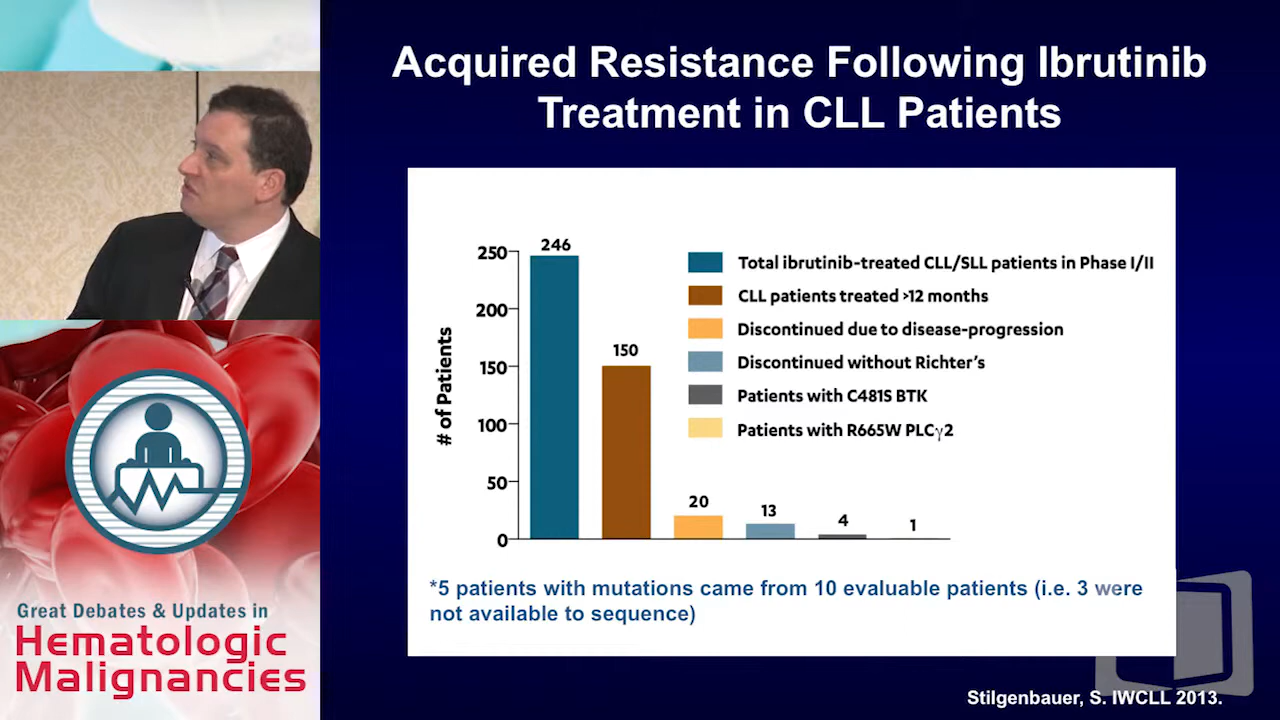 Acquired Resistance Following Ibrutinib
Treatment in CLL Patients
# of Patients
250
200
150
100
50
0
246
150
20
13
4
1
Total ibrutinib-treated CLL/SLL patients in Phase I/II
CLL patients treated >12 months
Discontinued due to disease-progression
Discontinued without Richter's
Patients with C481S BTK
Patients with R665W PLCγ2
*5 patients with mutations came from 10 evaluable patients (i.e. 3 were
not available to sequence)
Stilgenbauer, S. IWCLL 2013.
Great Debates & Updates in
Hematologic
Malignancies